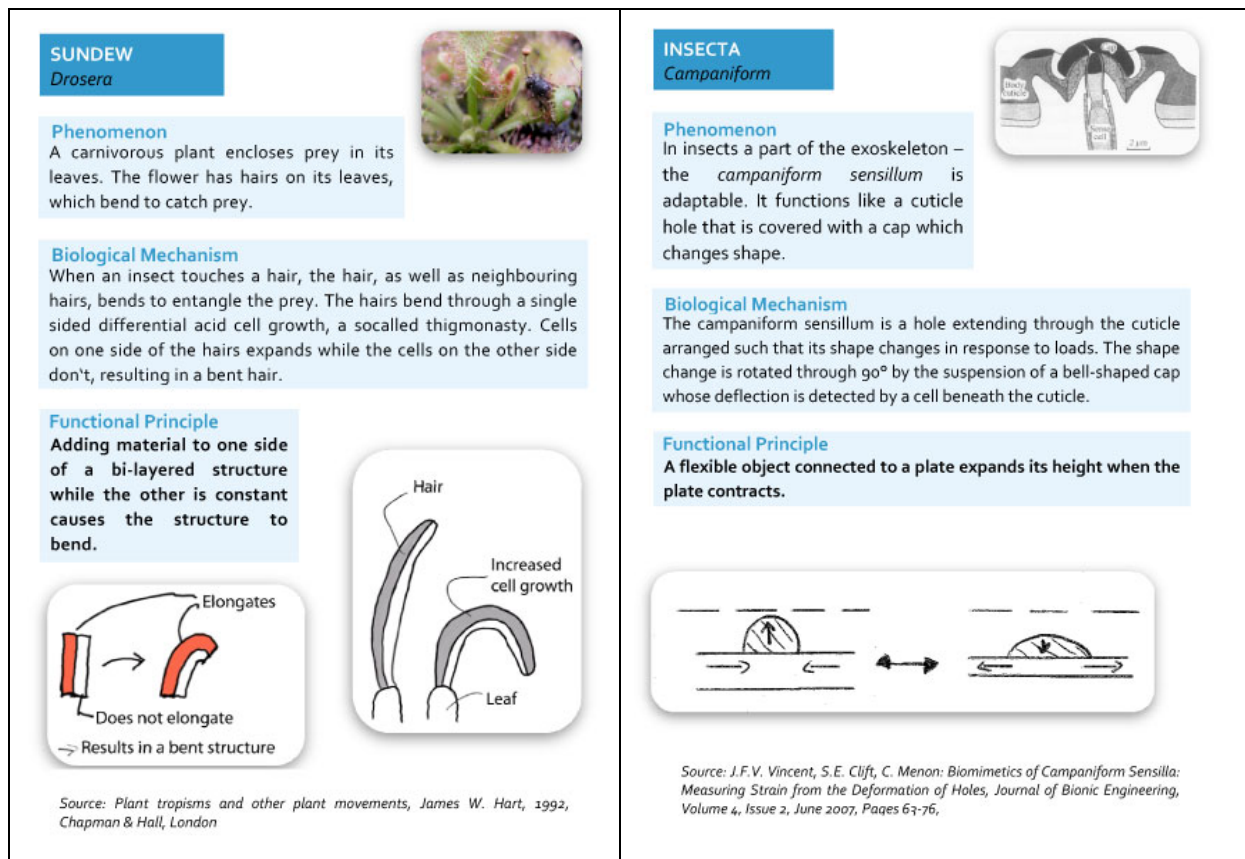 SUNDEW
Drosera
Phenomenon
A carnivorous plant encloses prey in its
leaves. The flower has hairs on its leaves,
which bend to catch prey.
Biological Mechanism
When an insect touches a hair, the hair, as well as neighbouring
hairs, bends to entangle the prey. The hairs bend through a single
sided differential acid cell growth, a socalled thigmonasty. Cells
on one side of the hairs expands while the cells on the other side
don't, resulting in a bent hair.
Functional Principle
Adding material to one side
of a bi-layered structure
while the other is constant
causes the structure to
bend.
Elongates
Does not elongate
Results in a bent structure
Hair
Increased
cell growth
Leaf
Source: Plant tropisms and other plant movements, James W. Hart, 1992,
Chapman & Hall, London
INSECTA
Campaniform
Cap
Body
cuticle
Sense
cell
2 µm
Phenomenon
In insects a part of the exoskeleton –
the campaniform sensillum is
adaptable. It functions like a cuticle
hole that is covered with a cap which
changes shape.
Biological Mechanism
The campaniform sensillum is a hole extending through the cuticle
arranged such that its shape changes in response to loads. The shape
change is rotated through 90° by the suspension of a bell-shaped cap
whose deflection is detected by a cell beneath the cuticle.
Functional Principle
A flexible object connected to a plate expands its height when the
plate contracts.
Source: J.F.V. Vincent, S.E. Clift, C. Menon: Biomimetics of Campaniform Sensilla:
Measuring Strain from the Deformation of Holes, Journal of Bionic Engineering,
Volume 4, Issue 2, June 2007, Pages 63-76,